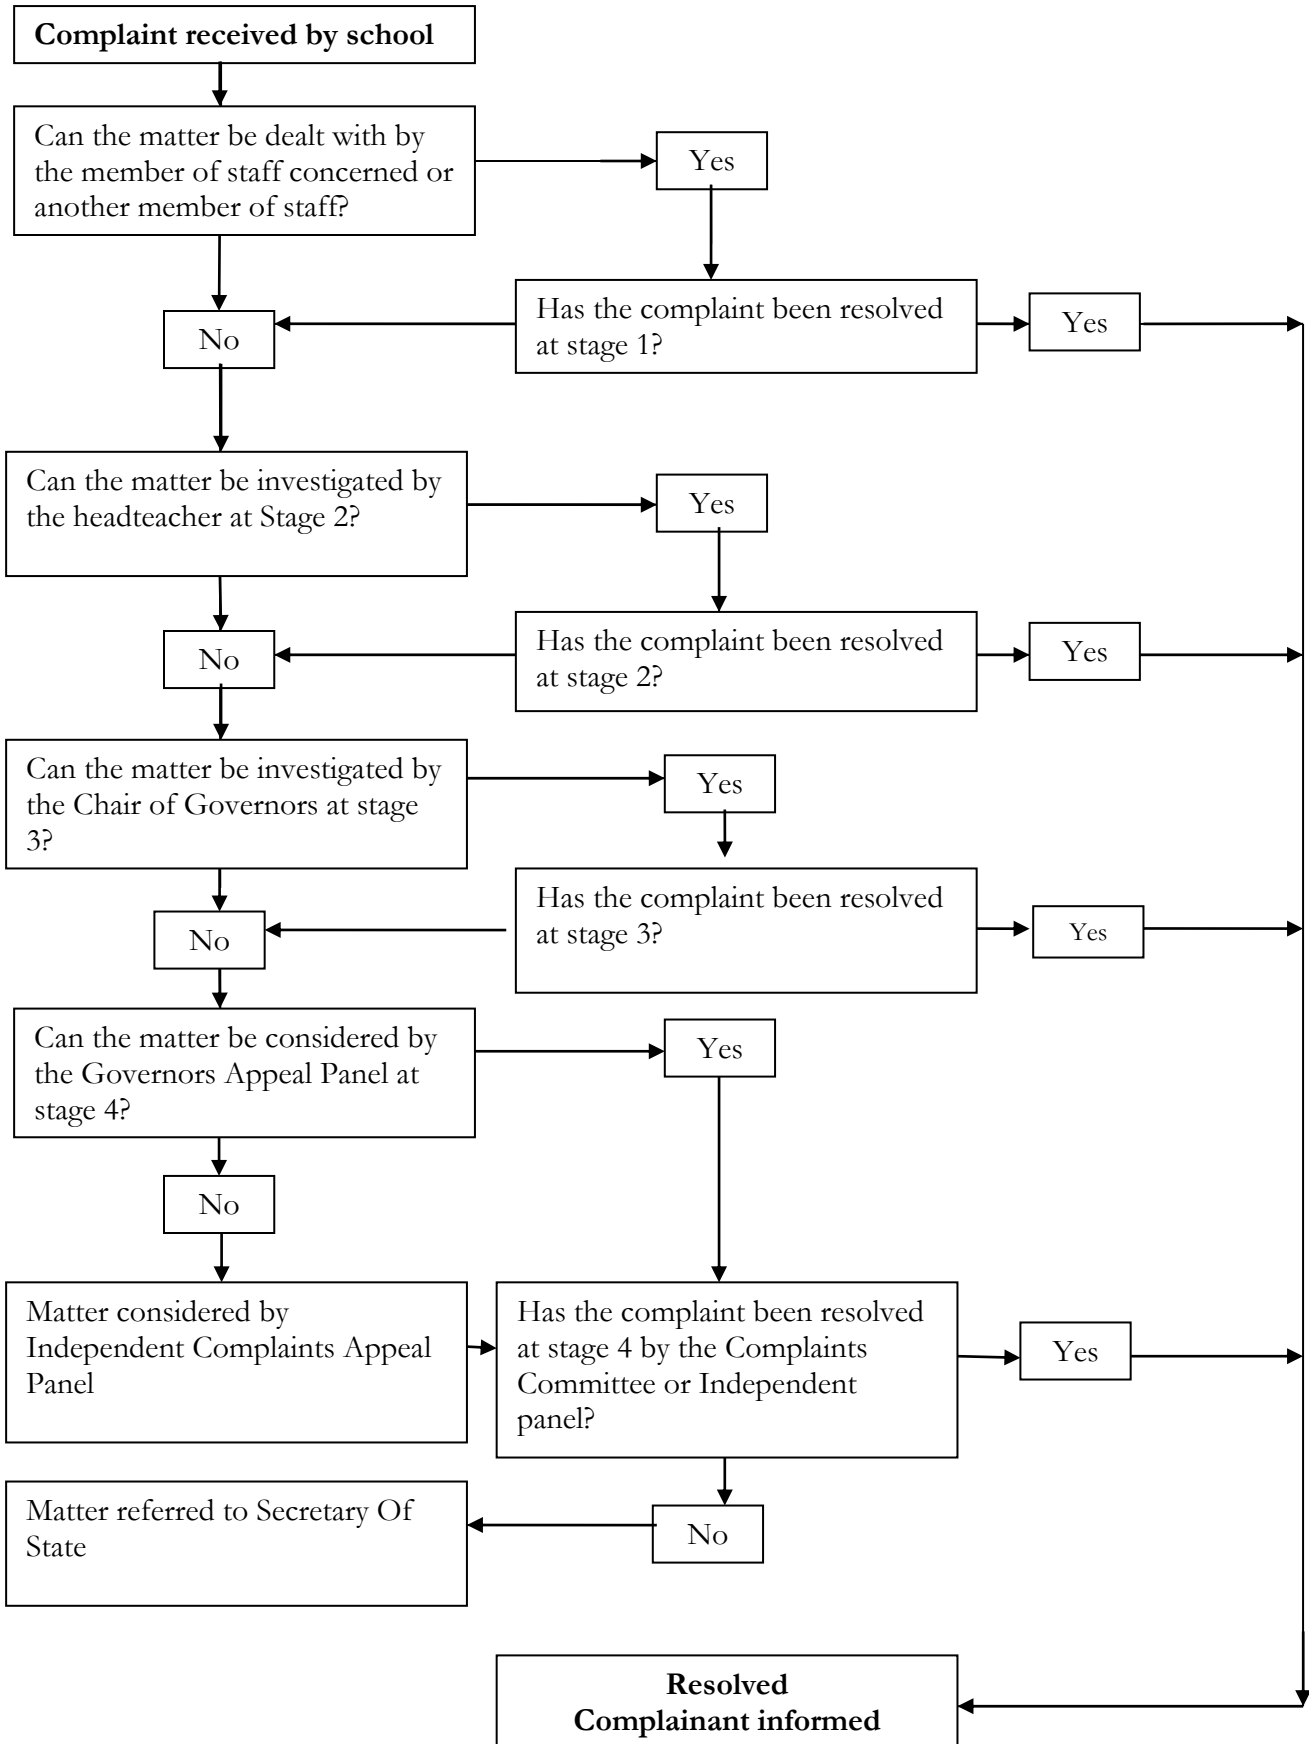 Complaint received by school
Can the matter be dealt with by
the member of staff concerned or
another member of staff?
Yes
Has the complaint been resolved
at stage 1?
Yes
No
Can the matter be investigated by
the headteacher at Stage 2?
Yes
Has the complaint been resolved
at stage 2?
Yes
No
Can the matter be investigated by
the Chair of Governors at stage
3?
Yes
Has the complaint been resolved
at stage 3?
Yes
No
Can the matter be considered by
the Governors Appeal Panel at
stage 4?
Yes
No
Matter considered by
Independent Complaints Appeal
Panel
Has the complaint been resolved
at stage 4 by the Complaints
Committee or Independent
panel?
Yes
No
Matter referred to Secretary Of
State
Resolved
Complainant informed